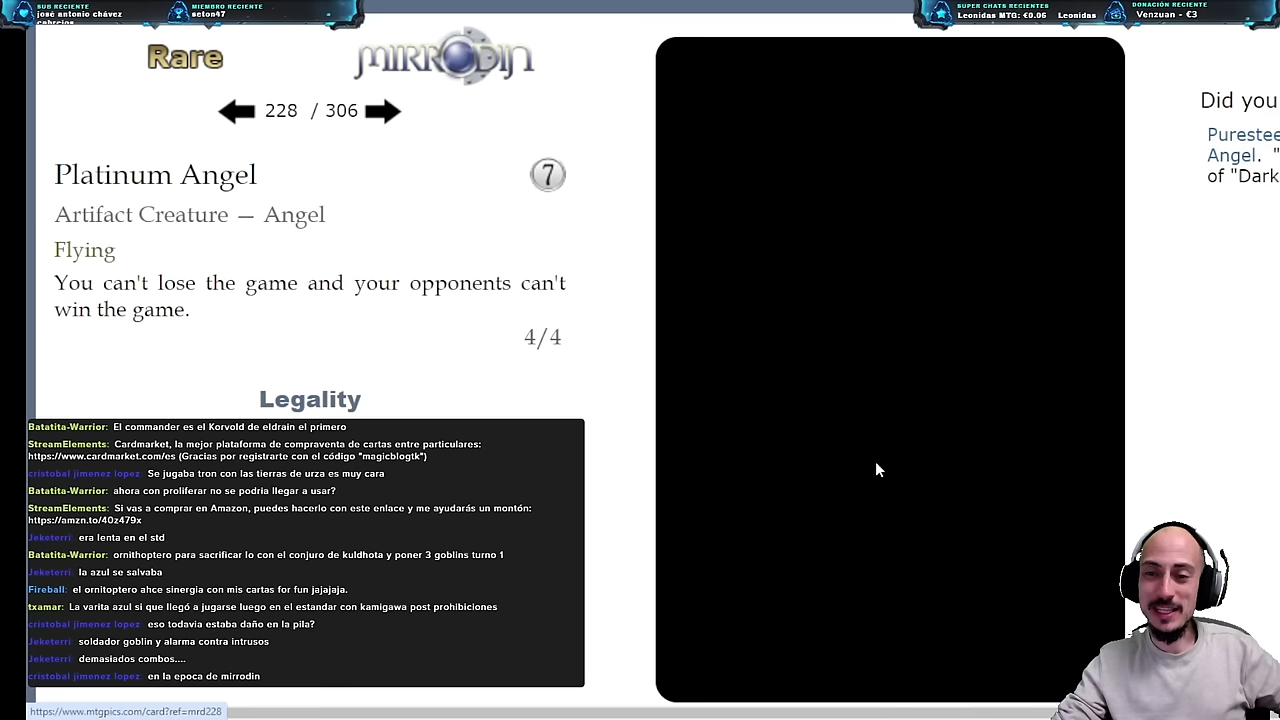 SUB RECIENTE
josé antonio chávez
cabrejos
MIEMBRO RECIENTE
seton47
SUPER CHATS RECIENTES
Leonidas MTG: €0.06 Leonidas
DONACIÓN RECIENTE
Venzuan - €3
Rare
MIRRODIN
228 / 306
Did you
Platinum Angel
7
Purestee
Angel. "
of "Dark
Artifact Creature — Angel
Flying
You can't lose the game and your opponents can't
win the game.
4/4
Legality
Batatita-Warrior: El commander es el Korvold de eldrain el primero
StreamElements: Cardmarket, la mejor plataforma de compraventa de cartas entre particulares:
https://www.cardmarket.com/es (Gracias por registrarte con el código "magicblogtk")
cristobal jimenez lopez: Se jugaba tron con las tierras de urza es muy cara
Batatita-Warrior: ahora con proliferar no se podria llegar a usar?
StreamElements: Si vas a comprar en Amazon, puedes hacerlo con este enlace y me ayudarás un montón:
https://amzn.to/40z479x
Jeketerri: era lenta en el std
Batatita-Warrior: ornithoptero para sacrificar lo con el conjuro de kuldhota y poner 3 goblins turno 1
Jeketerri: la azul se salvaba
Fireball: el ornitoptero ahce sinergia con mis cartas for fun jajajaja.
txamar: La varita azul si que llegó a jugarse luego en el estandar con kamigawa post prohibiciones
cristobal jimenez lopez: eso todavia estaba daño en la pila?
Jeketerri: soldador goblin y alarma contra intrusos
Jeketerri: demasiados combos....
cristobal jimenez lopez: en la epoca de mirrodin
https://www.mtgpics.com/card?ref=mrd228